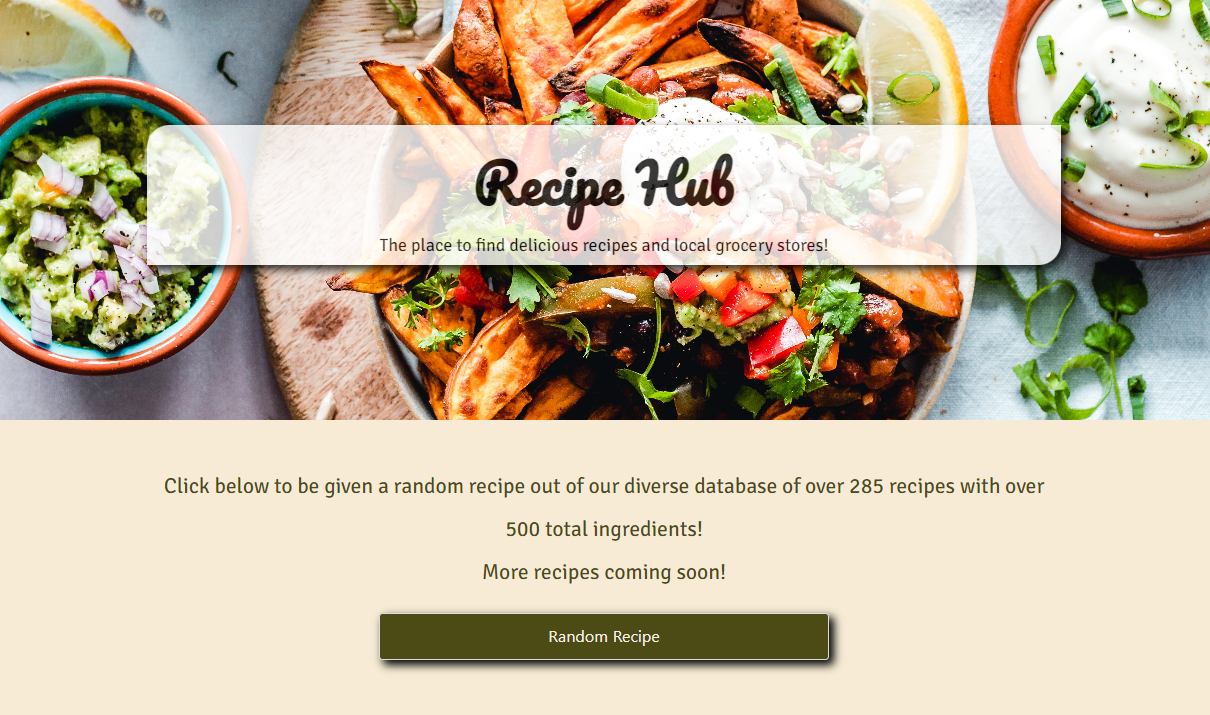 Recipe Hub
The place to find delicious recipes and local grocery stores!
Click below to be given a random recipe out of our diverse database of over 285 recipes with over
500 total ingredients!
More recipes coming soon!
Random Recipe